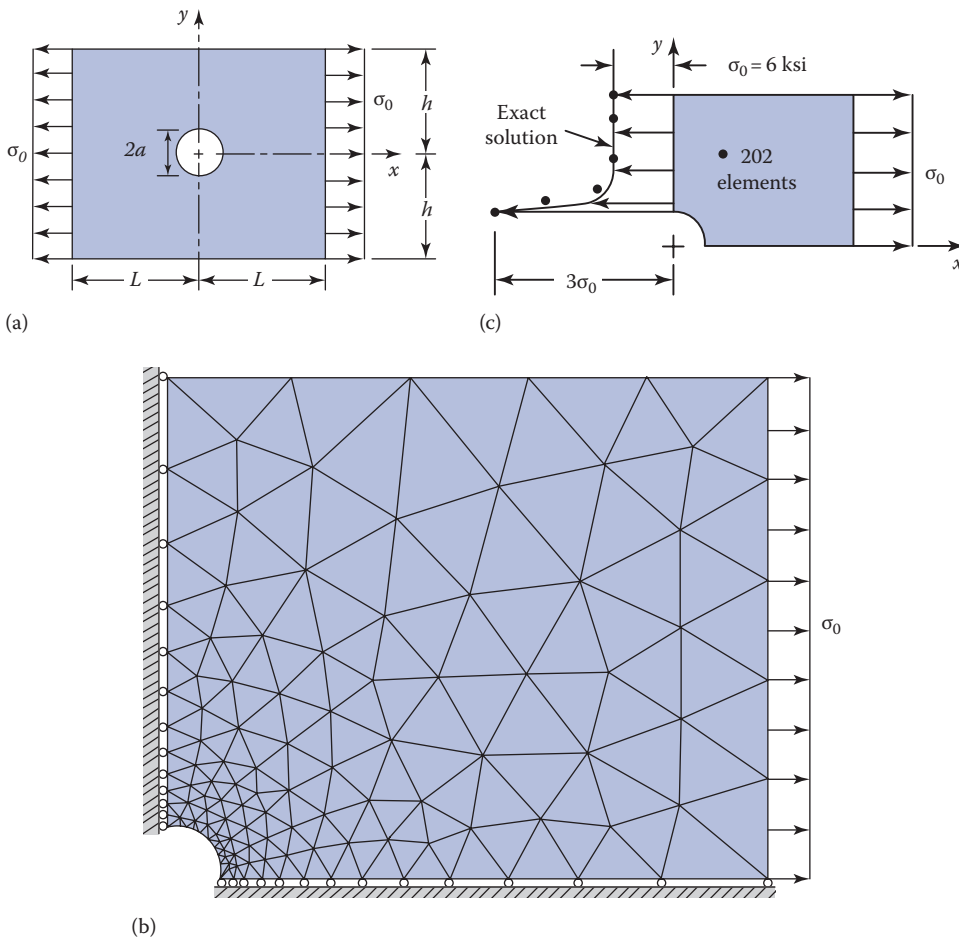 y
σ0
h
2a
σ0
x
h
L
L
(a)
y
σ0 = 6 ksi
Exact
solution
202
elements
σ0
x
3σ0
(c)
σ0
(b)